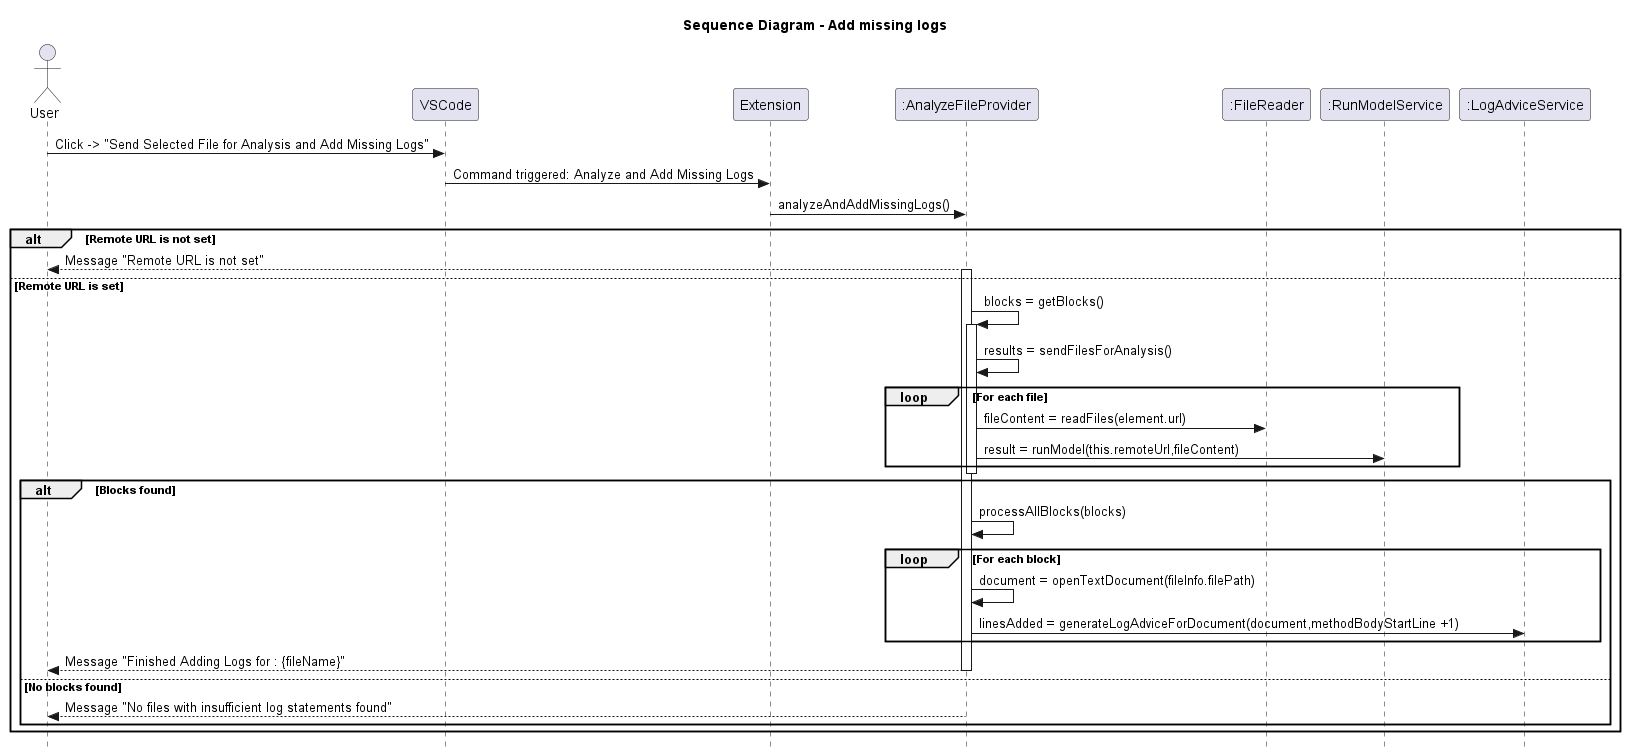 Sequence Diagram - Add missing logs
User
VSCode
Extension
:AnalyzeFileProvider
:FileReader
:RunModelService
:LogAdviceService
Click -> "Send Selected File for Analysis and Add Missing Logs"
Command triggered: Analyze and Add Missing Logs
analyzeAndAddMissingLogs()
alt
[Remote URL is not set]
Message "Remote URL is not set"
[Remote URL is set]
blocks = getBlocks()
results = sendFilesForAnalysis()
loop
[For each file]
fileContent = readFiles(element.url)
result = runModel(this.remoteUrl,fileContent)
alt
[Blocks found]
processAllBlocks(blocks)
loop
[For each block]
document = openTextDocument(fileInfo.filePath)
linesAdded = generateLogAdviceForDocument(document,methodBodyStartLine +1)
Message "Finished Adding Logs for : {fileName}"
[No blocks found]
Message "No files with insufficient log statements found"